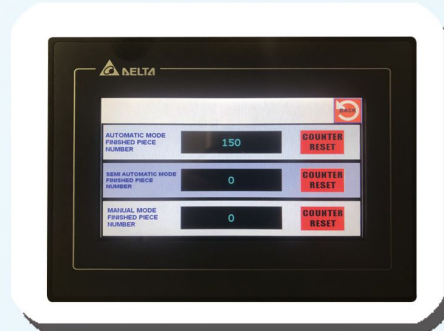 DELTA
BACK
AUTOMATIC MODE
FINISHED PIECE
NUMBER
150
COUNTER
RESET
SEMI AUTOMATIC MODE
FINISHED PIECE
NUMBER
0
COUNTER
RESET
MANUAL MODE
FINISHED PIECE
NUMBER
0
COUNTER
RESET